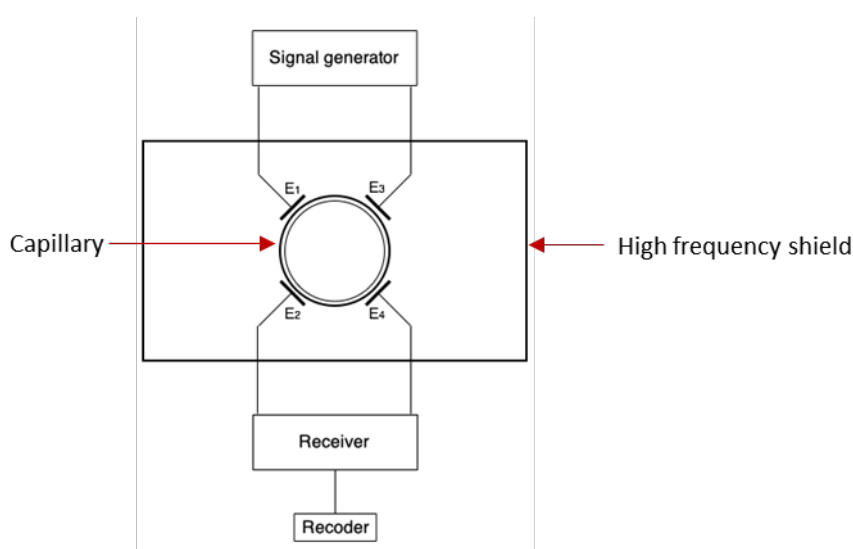 Signal generator
E1
E3
Capillary
High frequency shield
E2
E4
Receiver
Recoder